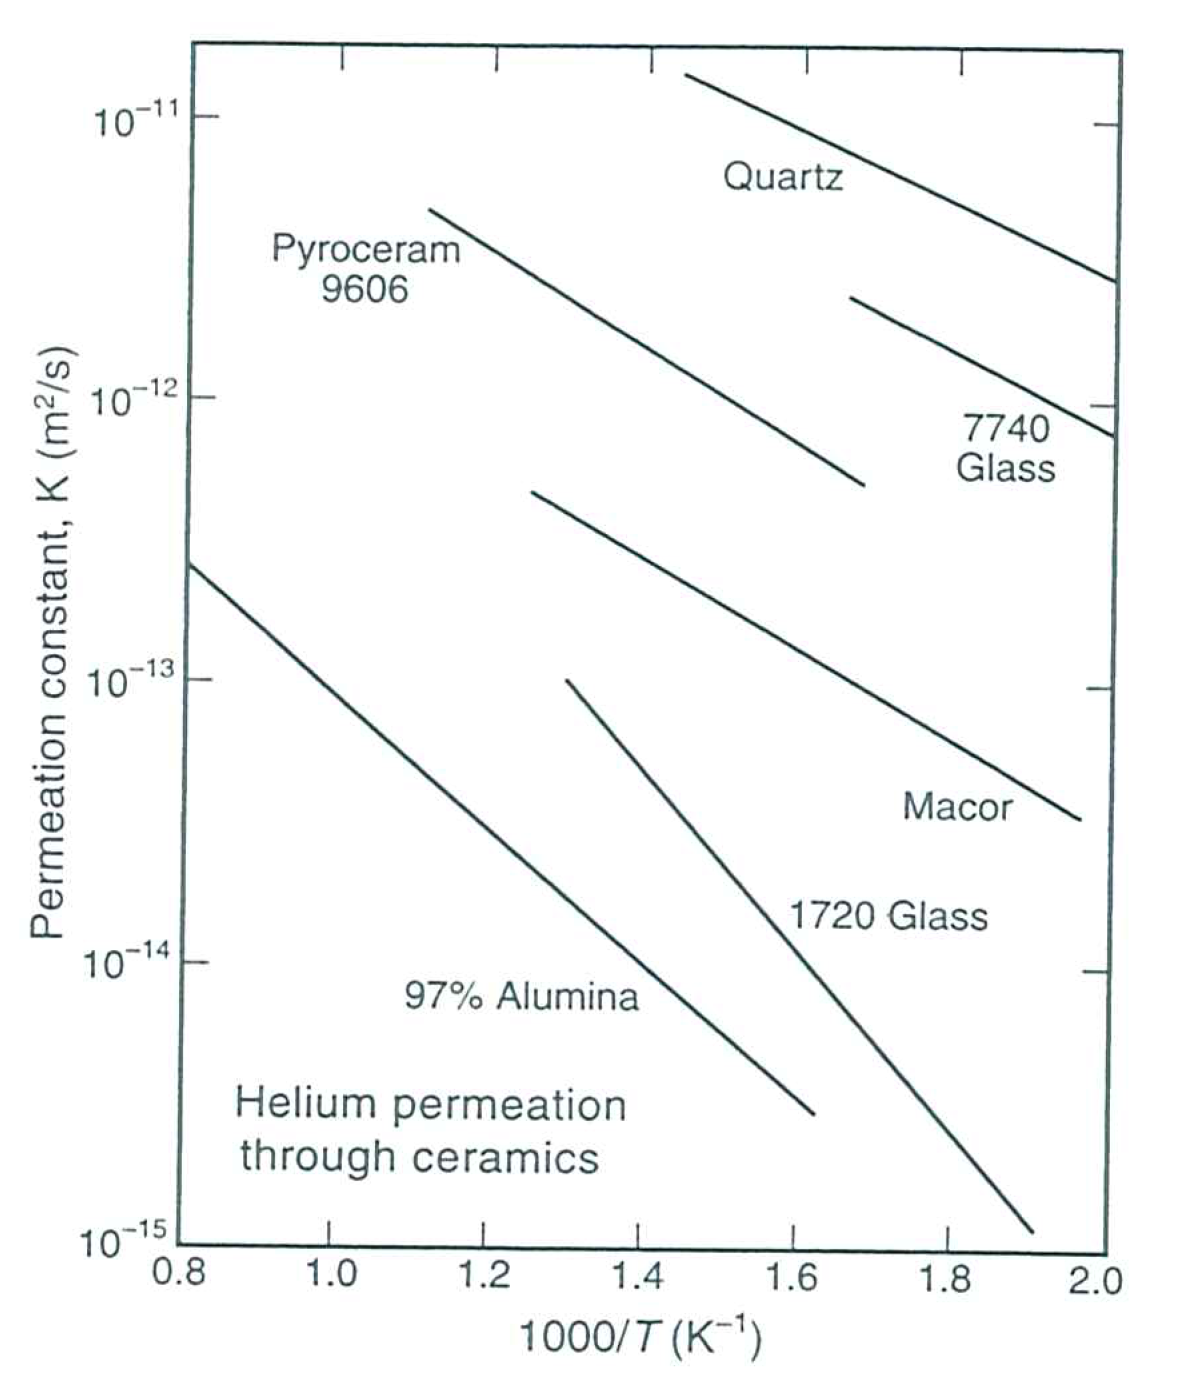 10⁻¹¹
Quartz
Pyroceram
9606
10⁻¹²
7740
Glass
Permeation constant, K (m²/s)
10⁻¹³
Macor
1720 Glass
10⁻¹⁴
97% Alumina
Helium permeation
through ceramics
10⁻¹⁵
0.8 1.0 1.2 1.4 1.6 1.8 2.0
1000/T (K⁻¹)